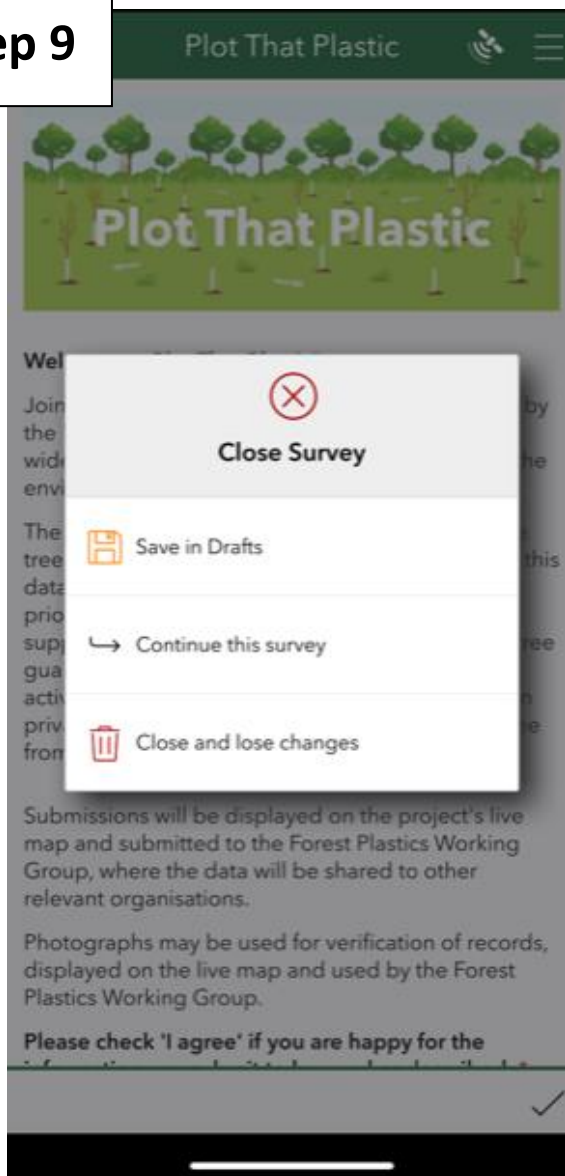 ep 9
Plot That Plastic
Plot That Plastic
Wel
Join by
the
wide he
envi
Close Survey
The
tree this
data
prio
supp ree
gua
activ n
priv e
from
Save in Drafts
Continue this survey
Close and lose changes
Submissions will be displayed on the project's live
map and submitted to the Forest Plastics Working
Group, where the data will be shared to other
relevant organisations.
Photographs may be used for verification of records,
displayed on the live map and used by the Forest
Plastics Working Group.
Please check 'I agree' if you are happy for the